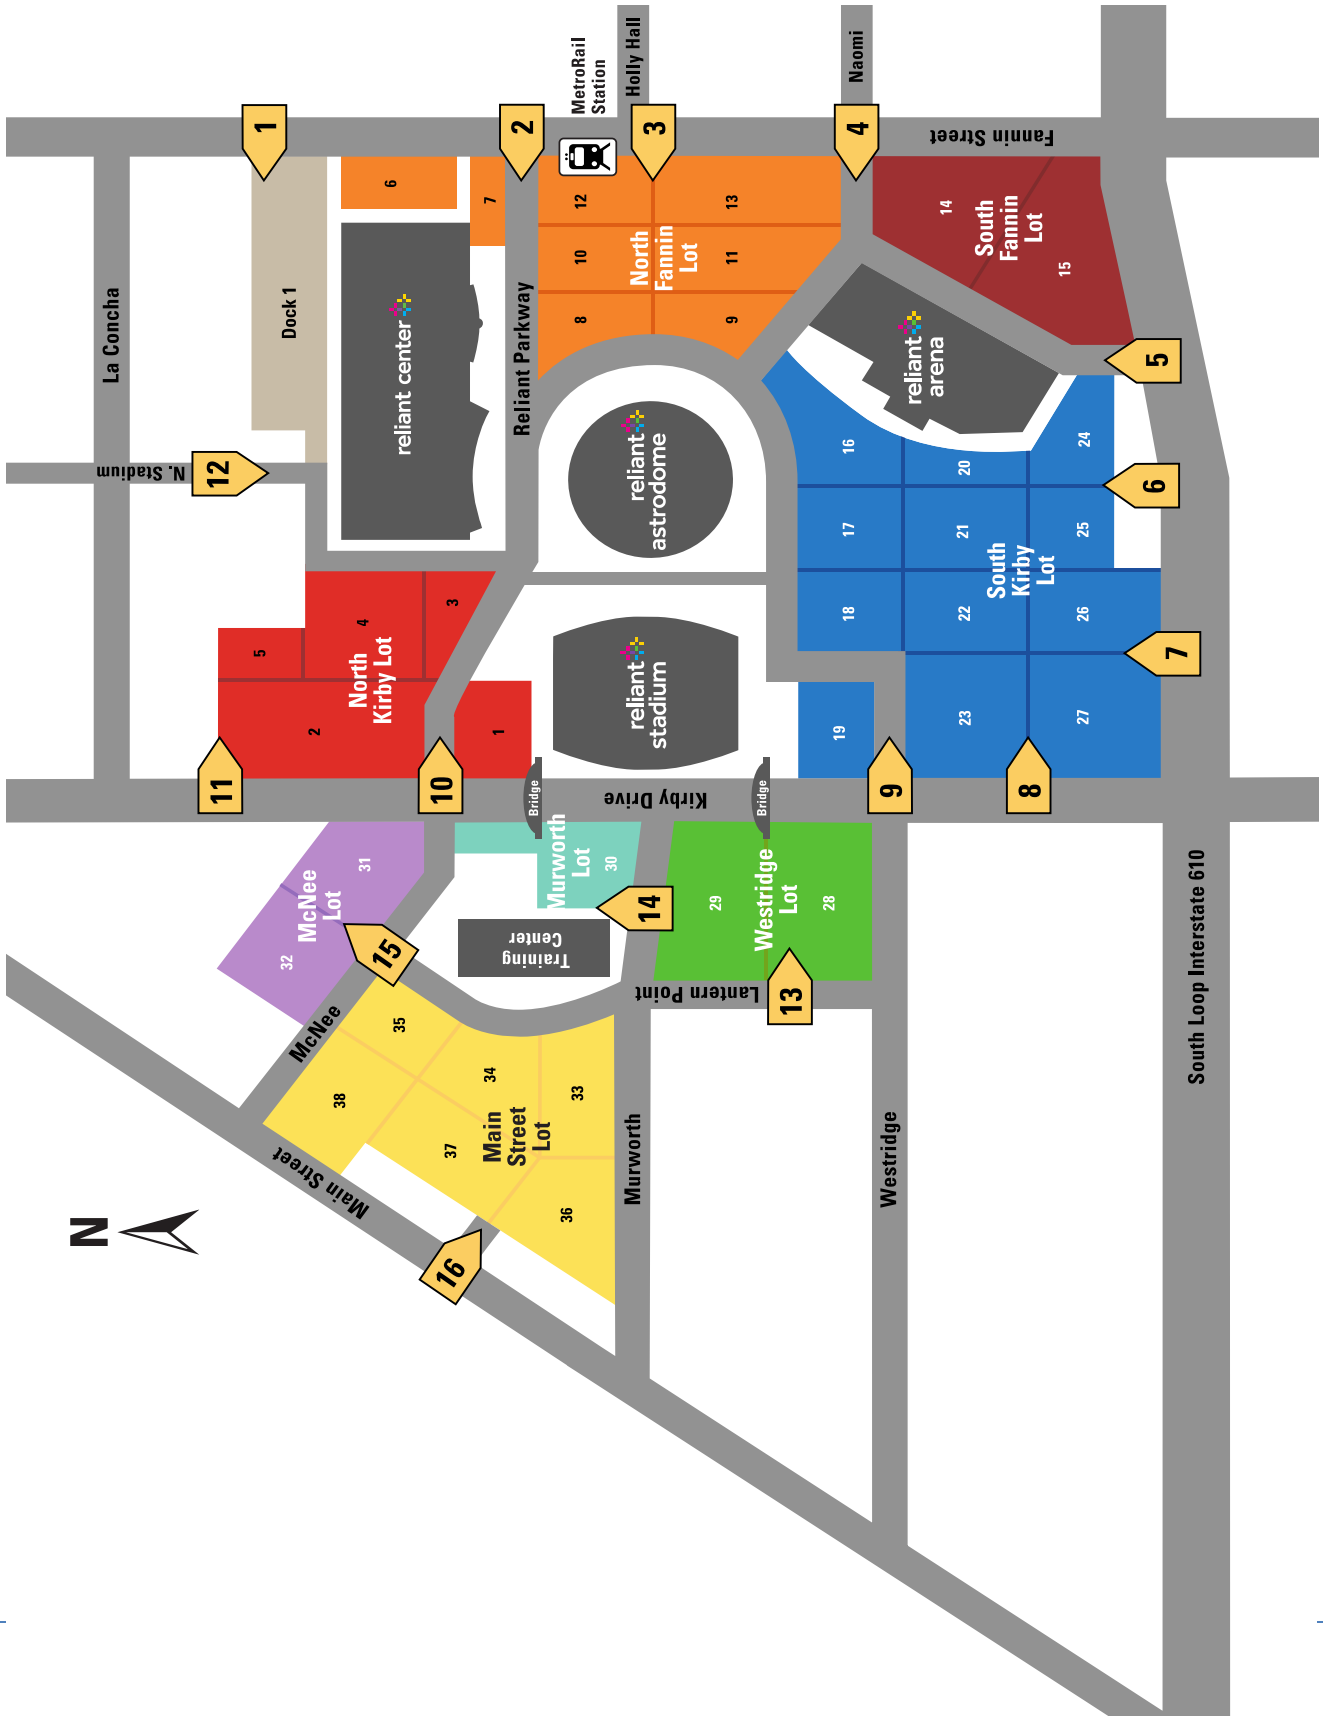 N
La Concha
N. Stadium
Dock 1
reliant center
Reliant Parkway
MetroRail
Station
Holly Hall
Naomi
Fannin Street
1
2
3
4
5
6
7
8
9
10
11
12
13
14
15
16
6
7
12
13
10
11
8
9
North
Fannin
Lot
14
15
South
Fannin
Lot
reliant
arena
reliant
astrodome
reliant
stadium
16
17
18
19
20
21
22
23
24
25
26
27
South
Kirby
Lot
5
4
3
2
1
North
Kirby Lot
Bridge
Kirby Drive
Bridge
31
32
McNee
Lot
Murworth
Lot
30
Training
Center
29
28
Westridge
Lot
Lantern Point
McNee
35
38
34
33
37
36
Main
Street
Lot
Main Street
Murworth
Westridge
South Loop Interstate 610